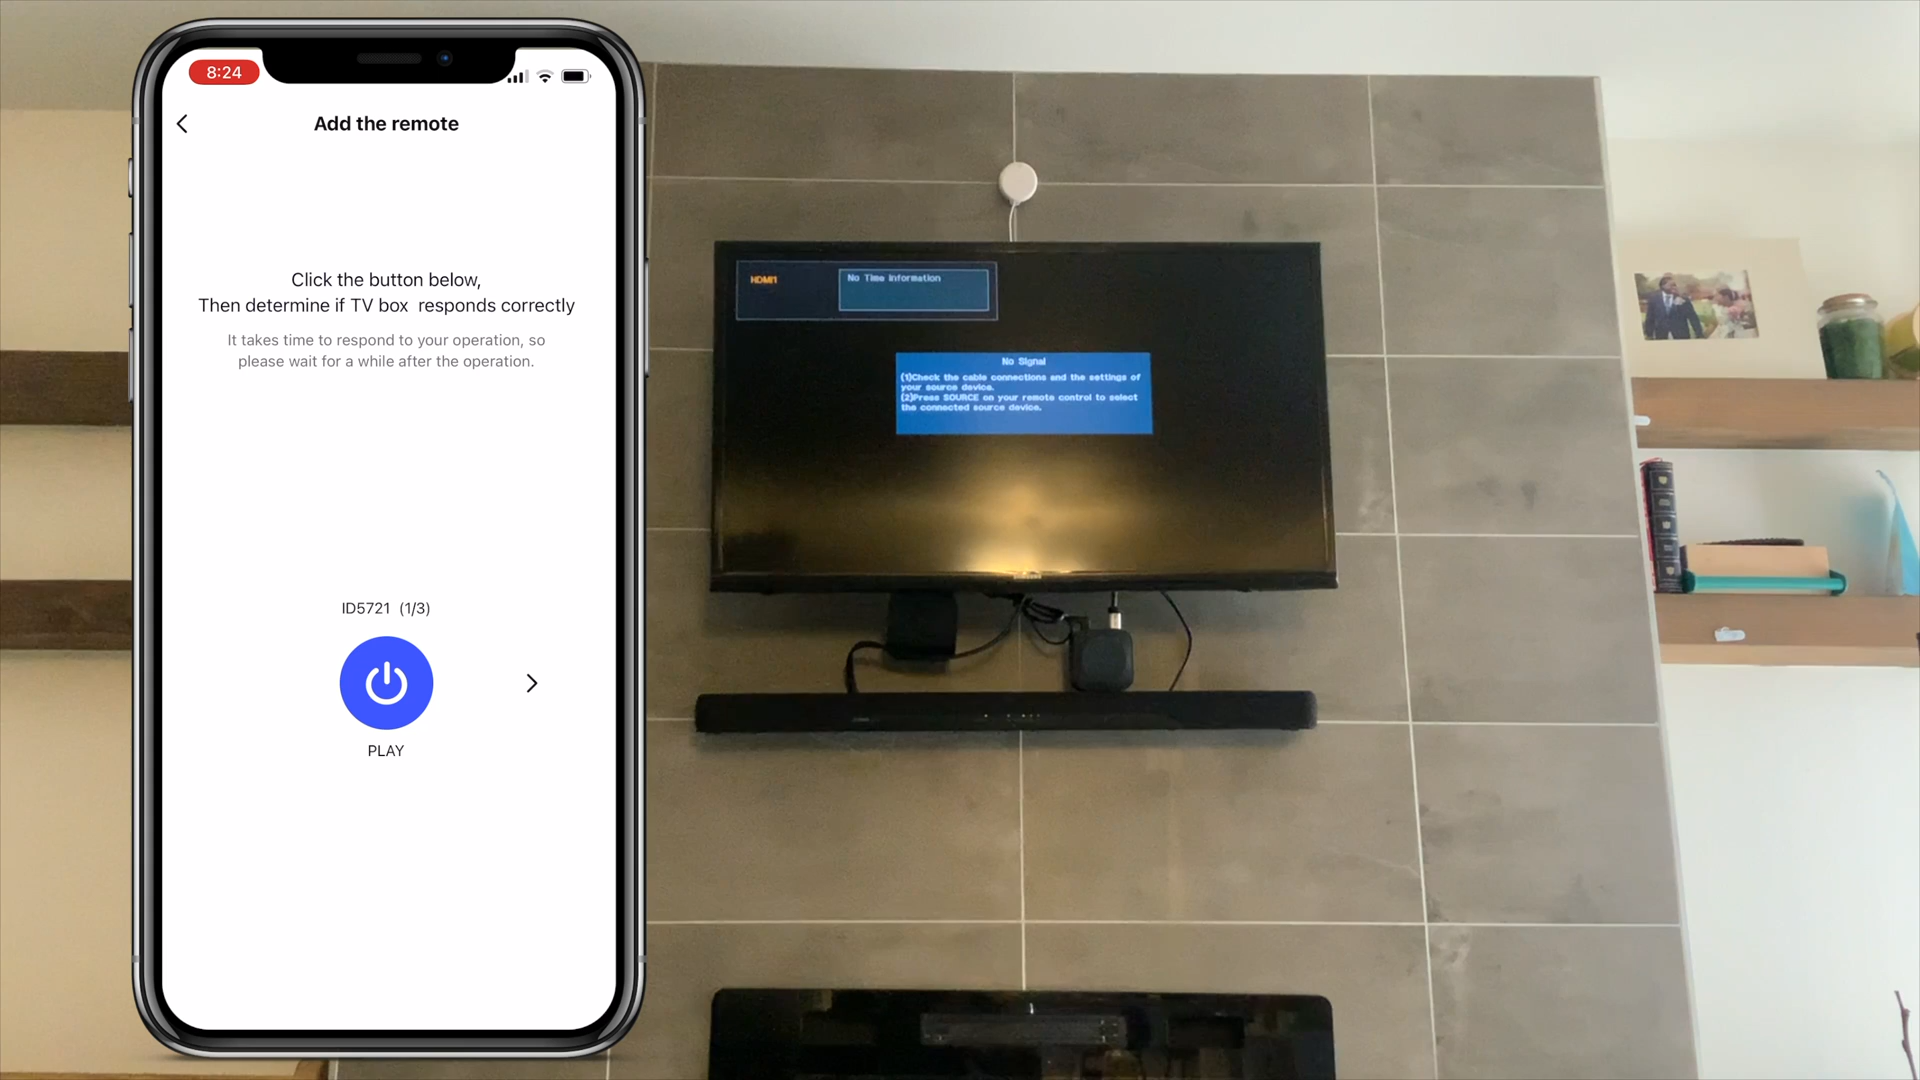 8:24
Add the remote
Click the button below,
Then determine if TV box responds correctly
It takes time to respond to your operation, so
please wait for a while after the operation.
ID5721 (1/3)
PLAY
HDMI1
No Time Information
No Signal
(1)Check the cable connections and the settings of
your source device.
(2)Press SOURCE on your remote control to select
the connected source device.
SAMSUNG